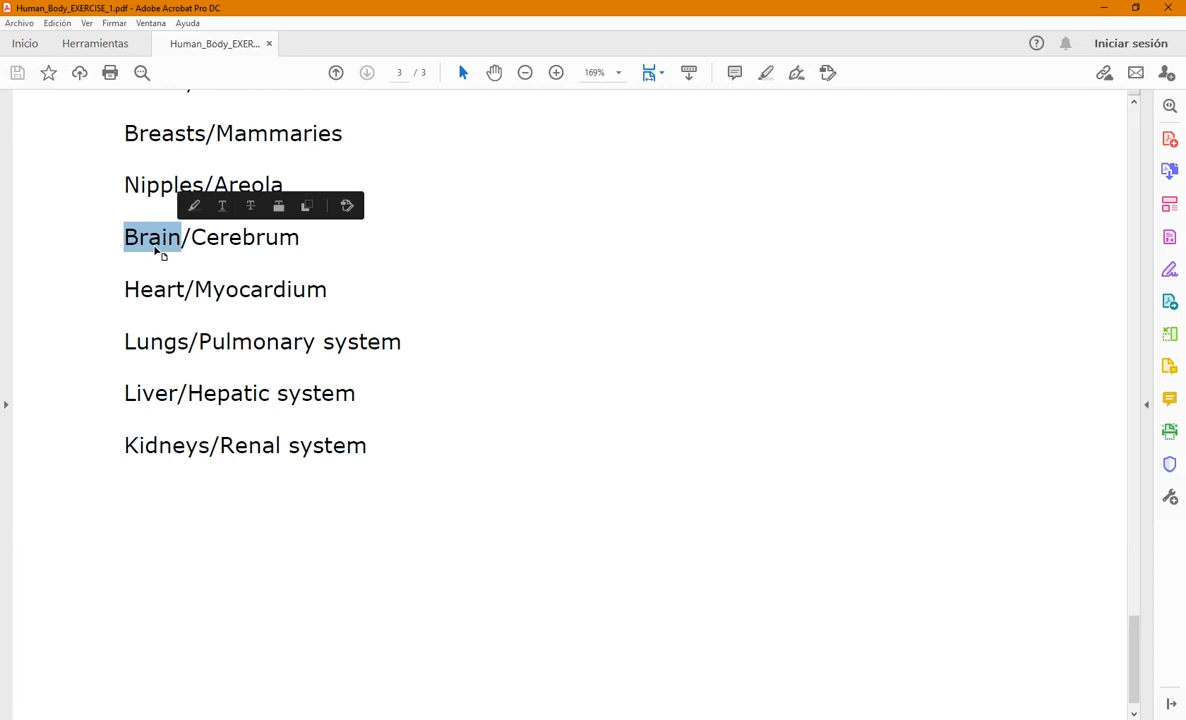 Human_Body_EXERCISE_1.pdf - Adobe Acrobat Pro DC
Archivo Edición Ver Firmar Ventana Ayuda
Inicio Herramientas Human_Body_EXER... × Iniciar sesión
3 / 3 169%
Breasts/Mammaries
Nipples/Areola
Brain/Cerebrum
Heart/Myocardium
Lungs/Pulmonary system
Liver/Hepatic system
Kidneys/Renal system